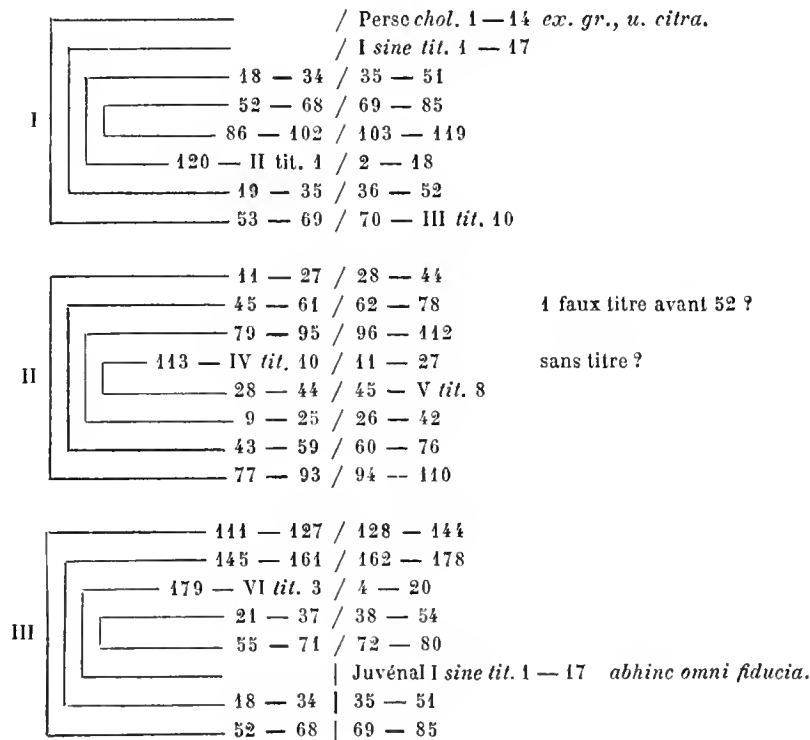 / Perse chol. 1 — 14 ex. gr., u. citra.
/ I sine tit. 1 — 17
18 — 34 / 35 — 51
52 — 68 / 69 — 85
I
86 — 102 / 103 — 119
120 — II tit. 1 / 2 — 18
19 — 35 / 36 — 52
53 — 69 / 70 — III tit. 10
11 — 27 / 28 — 44
45 — 61 / 62 — 78 1 faux titre avant 52 ?
79 — 95 / 96 — 112
II
113 — IV tit. 10 / 11 — 27 sans titre ?
28 — 44 / 45 — V tit. 8
9 — 25 / 26 — 42
43 — 59 / 60 — 76
77 — 93 / 94 -- 110
111 — 127 / 128 — 144
145 — 161 / 162 — 178
179 — VI tit. 3 / 4 — 20
21 — 37 / 38 — 54
III
55 — 71 / 72 — 80
| Juvénal I sine tit. 1 — 17 abhinc omni fiducia.
18 — 34 | 35 — 51
52 — 68 | 69 — 85